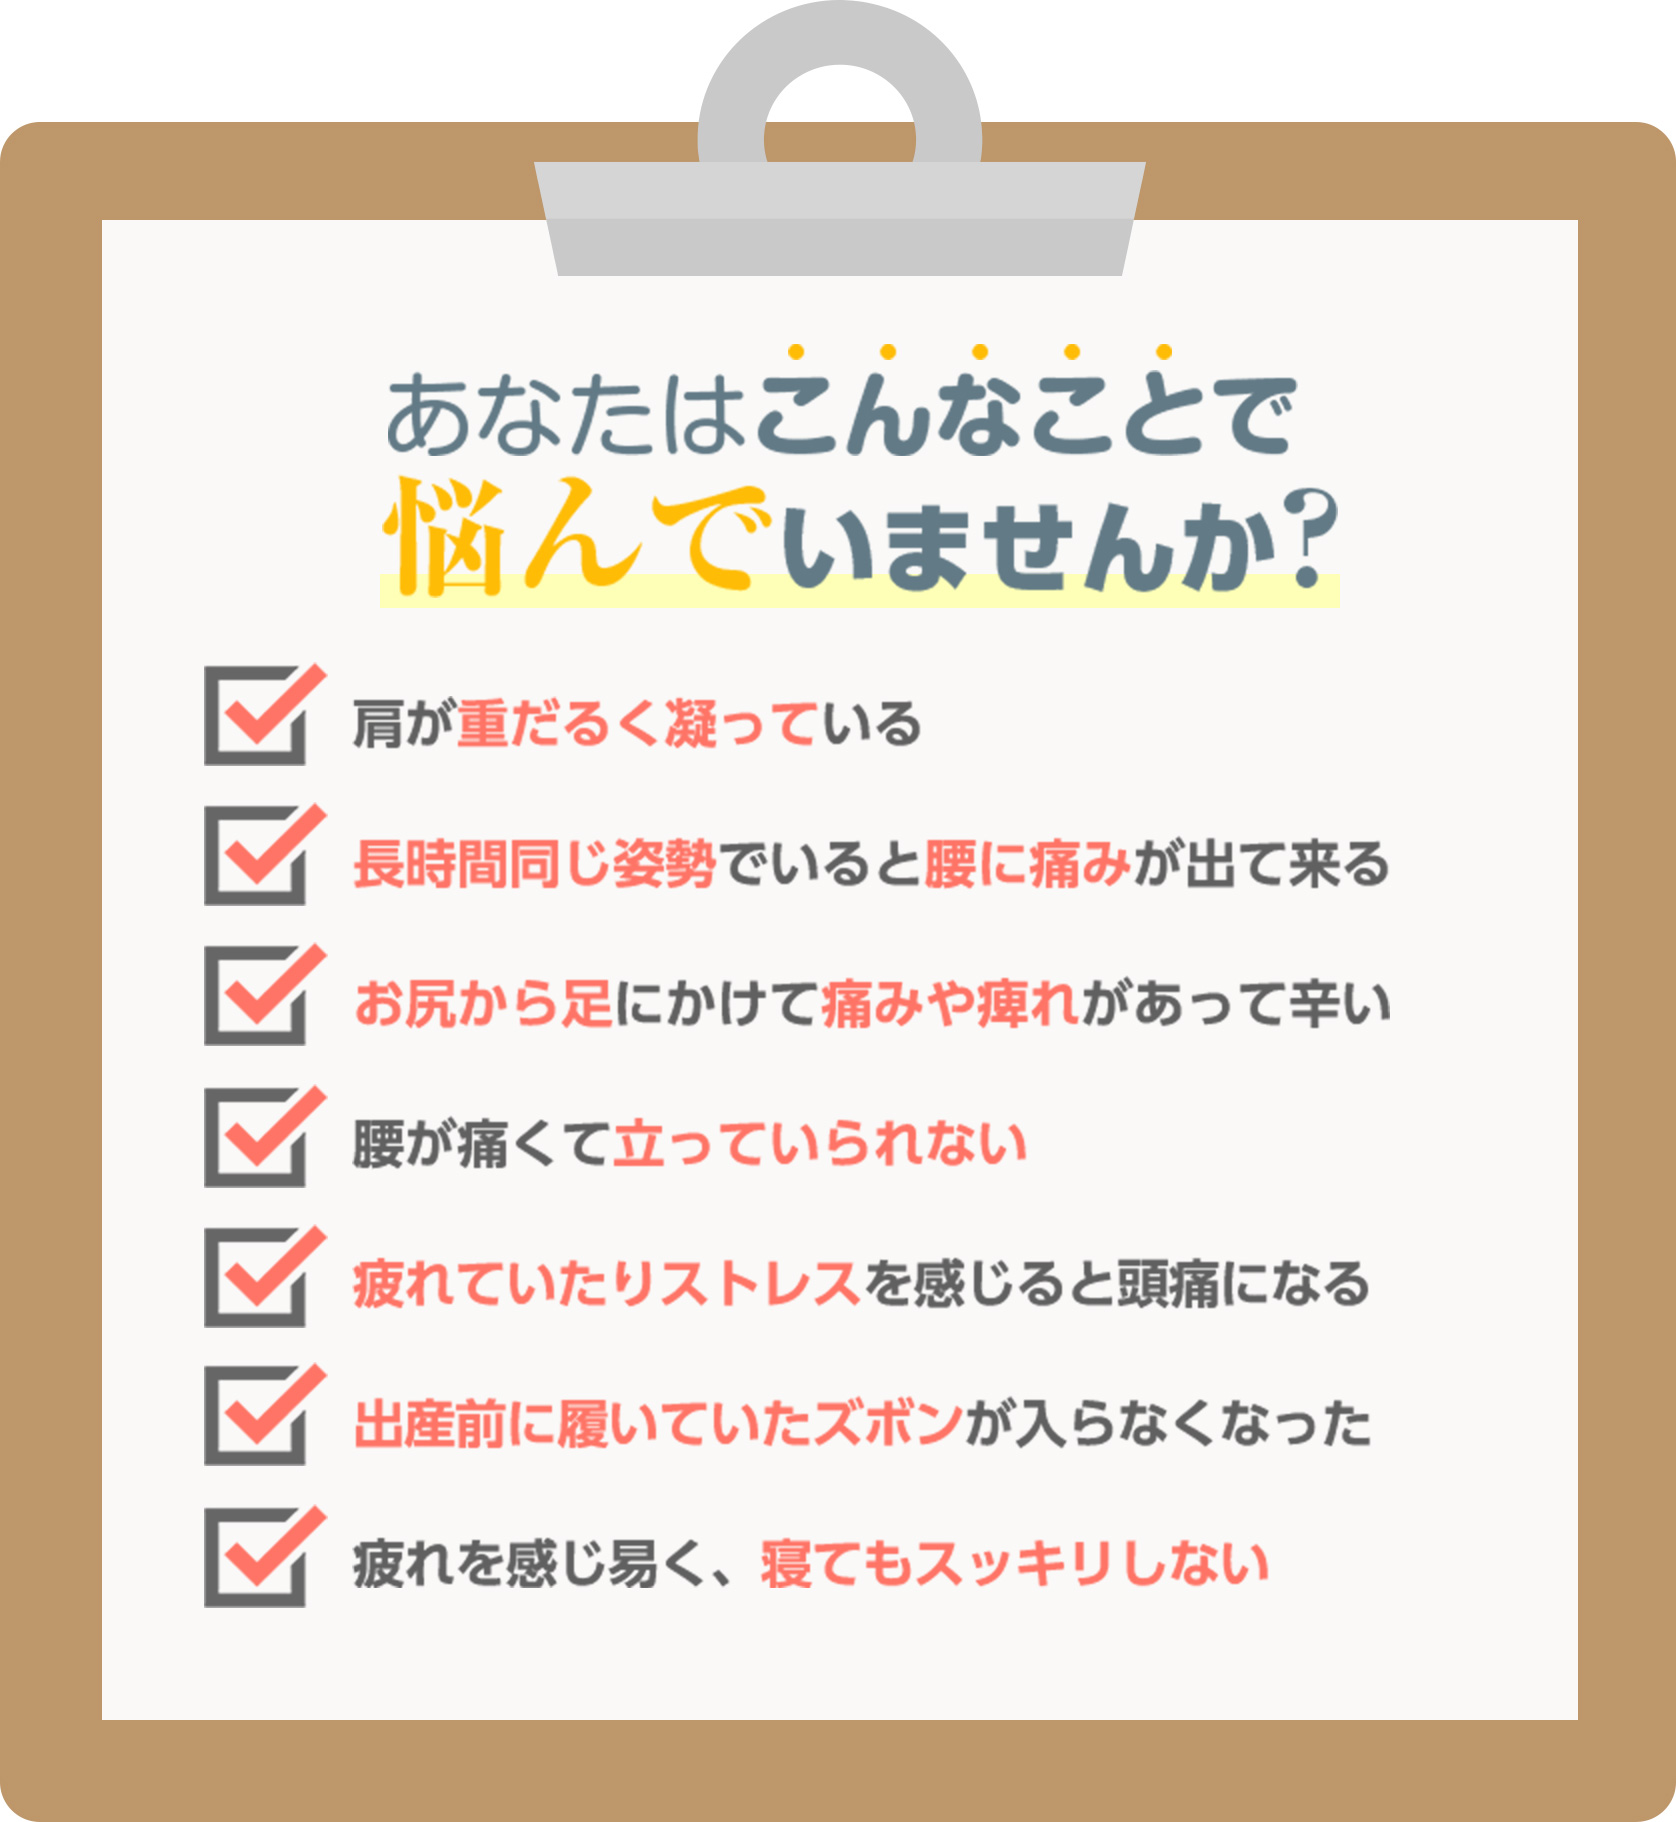 あなたはこんなことで
悩んでいませんか?
肩が重だるく凝っている
長時間同じ姿勢でいると腰に痛みが出て来る
お尻から足にかけて痛みや痺れがあって辛い
腰が痛くて立っていられない
疲れていたりストレスを感じると頭痛になる
出産前に履いていたズボンが入らなくなった
疲れを感じ易く、寝てもスッキリしない